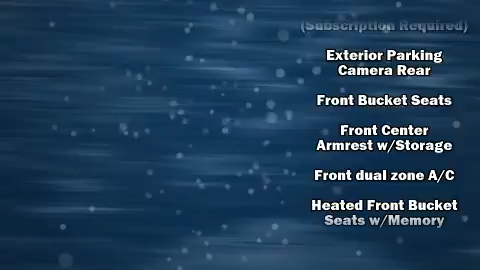 (Subscription Required)
Exterior Parking
Camera Rear
Front Bucket Seats
Front Center
Armrest w/Storage
Front dual zone A/C
Heated Front Bucket
Seats w/Memory